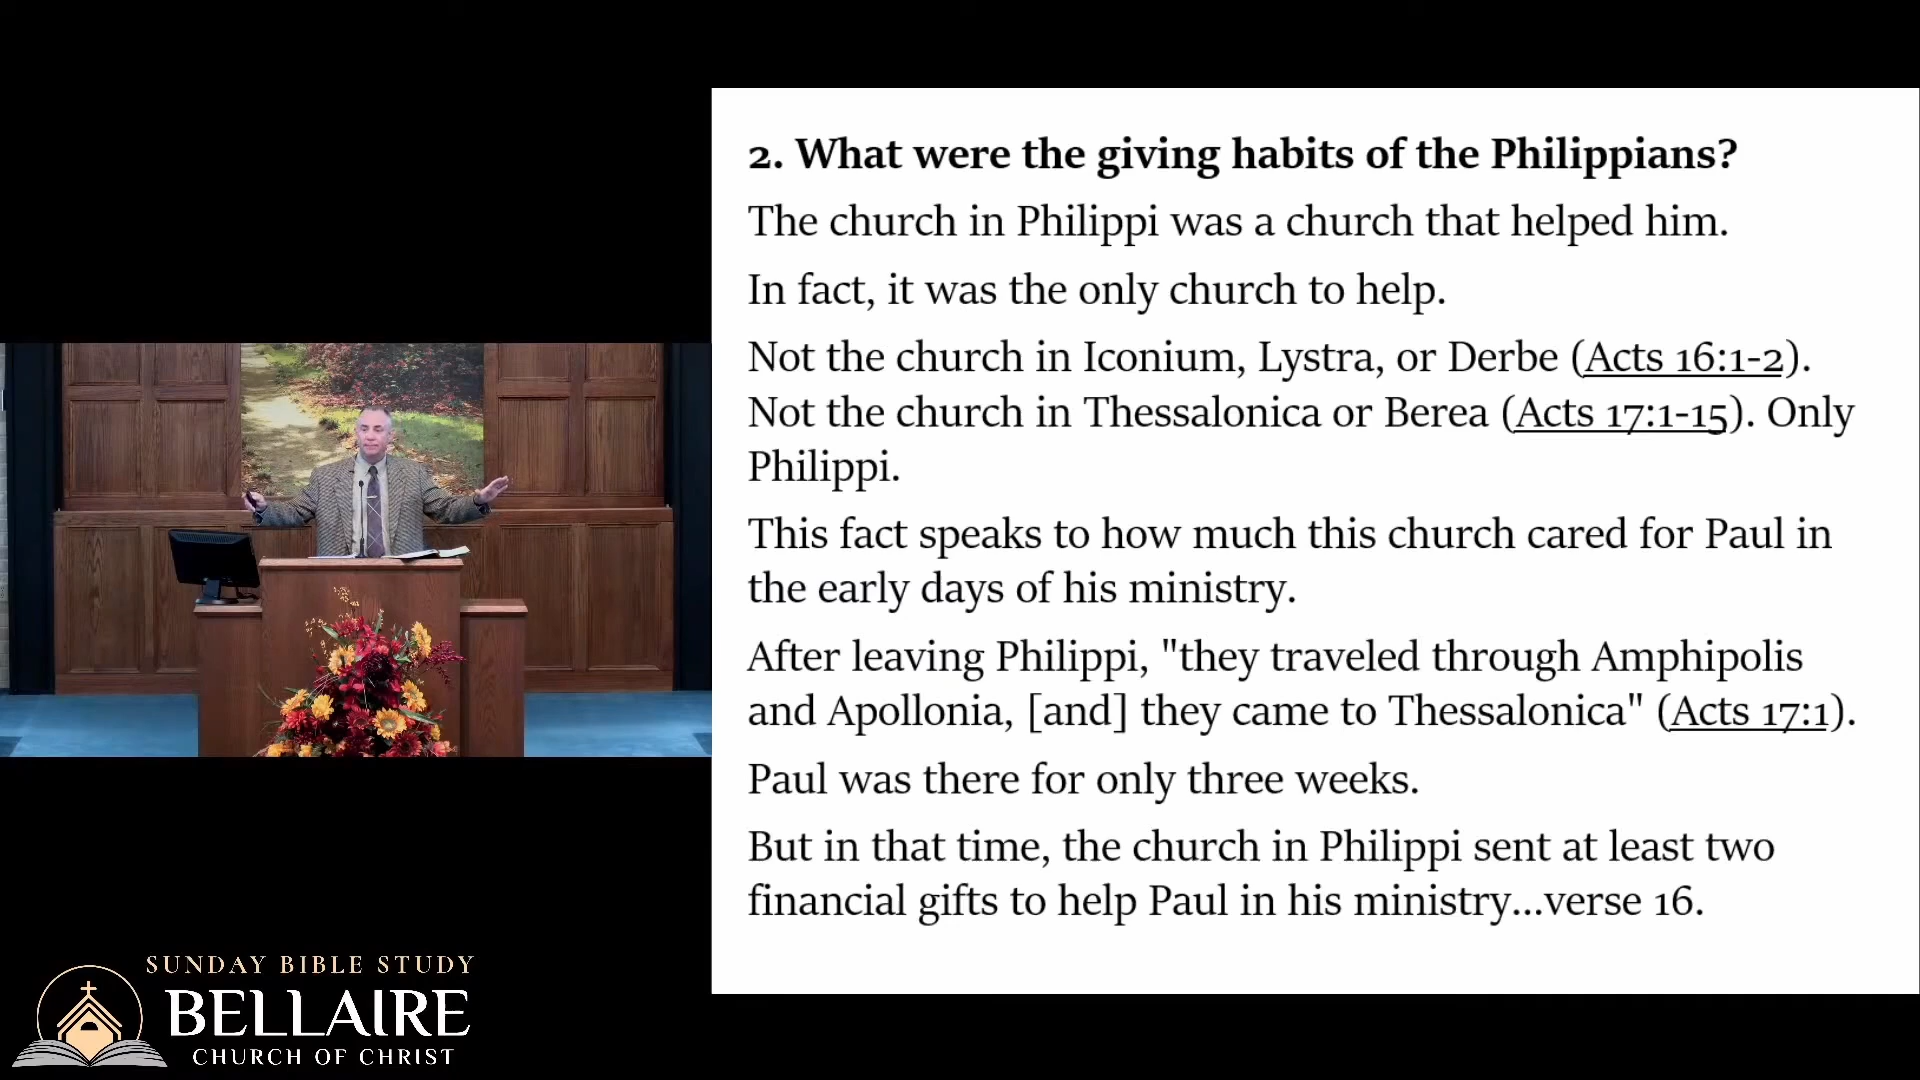 2. What were the giving habits of the Philippians?
The church in Philippi was a church that helped him.
In fact, it was the only church to help.
Not the church in Iconium, Lystra, or Derbe (Acts 16:1-2).
Not the church in Thessalonica or Berea (Acts 17:1-15). Only
Philippi.
This fact speaks to how much this church cared for Paul in
the early days of his ministry.
After leaving Philippi, "they traveled through Amphipolis
and Apollonia, [and] they came to Thessalonica" (Acts 17:1).
Paul was there for only three weeks.
But in that time, the church in Philippi sent at least two
financial gifts to help Paul in his ministry...verse 16.
SUNDAY BIBLE STUDY
BELLAIRE
CHURCH OF CHRIST